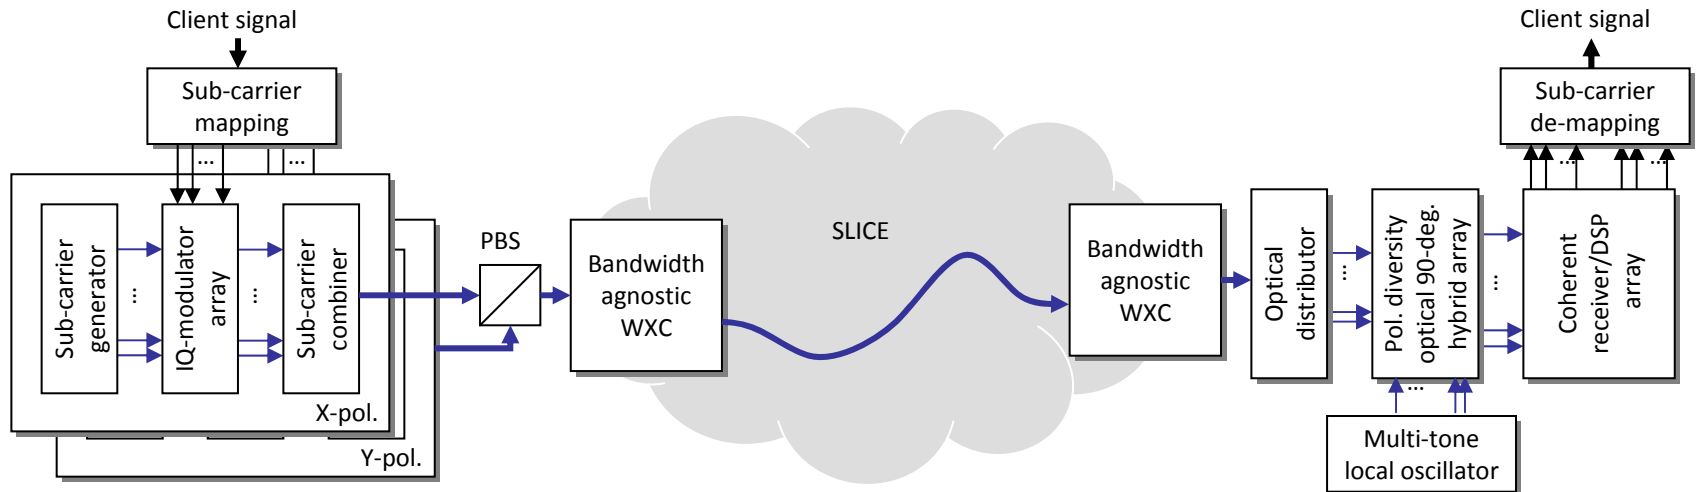 Client signal
Sub-carrier
mapping
...
...
Sub-carrier
generator
...
IQ-modulator
array
...
Sub-carrier
combiner
X-pol.
Y-pol.
PBS
Bandwidth
agnostic
WXC
SLICE
Bandwidth
agnostic
WXC
Optical
distributor
...
Pol. diversity
optical 90-deg.
hybrid array
...
...
Multi-tone
local oscillator
Coherent
receiver/DSP
array
...
...
Sub-carrier
de-mapping
Client signal